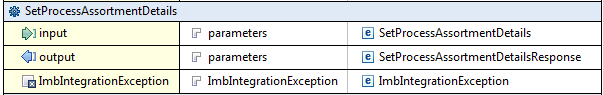 SetProcessAssortmentDetails
input parameters SetProcessAssortmentDetails
output parameters SetProcessAssortmentDetailsResponse
ImbIntegrationException ImbIntegrationException ImbIntegrationException